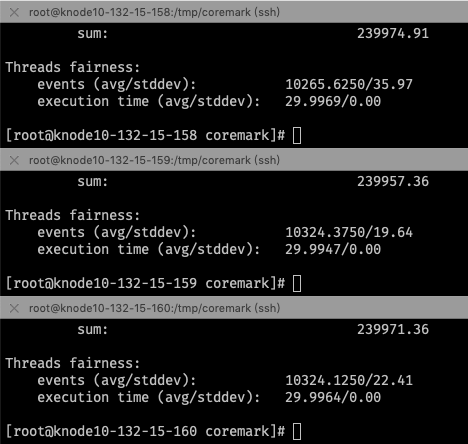 root@knode10-132-15-158:/tmp/coremark (ssh)
sum: 239974.91
Threads fairness:
events (avg/stddev): 10265.6250/35.97
execution time (avg/stddev): 29.9969/0.00
[root@knode10-132-15-158 coremark]#
root@knode10-132-15-159:/tmp/coremark (ssh)
sum: 239957.36
Threads fairness:
events (avg/stddev): 10324.3750/19.64
execution time (avg/stddev): 29.9947/0.00
[root@knode10-132-15-159 coremark]#
root@knode10-132-15-160:/tmp/coremark (ssh)
sum: 239971.36
Threads fairness:
events (avg/stddev): 10324.1250/22.41
execution time (avg/stddev): 29.9964/0.00
[root@knode10-132-15-160 coremark]#